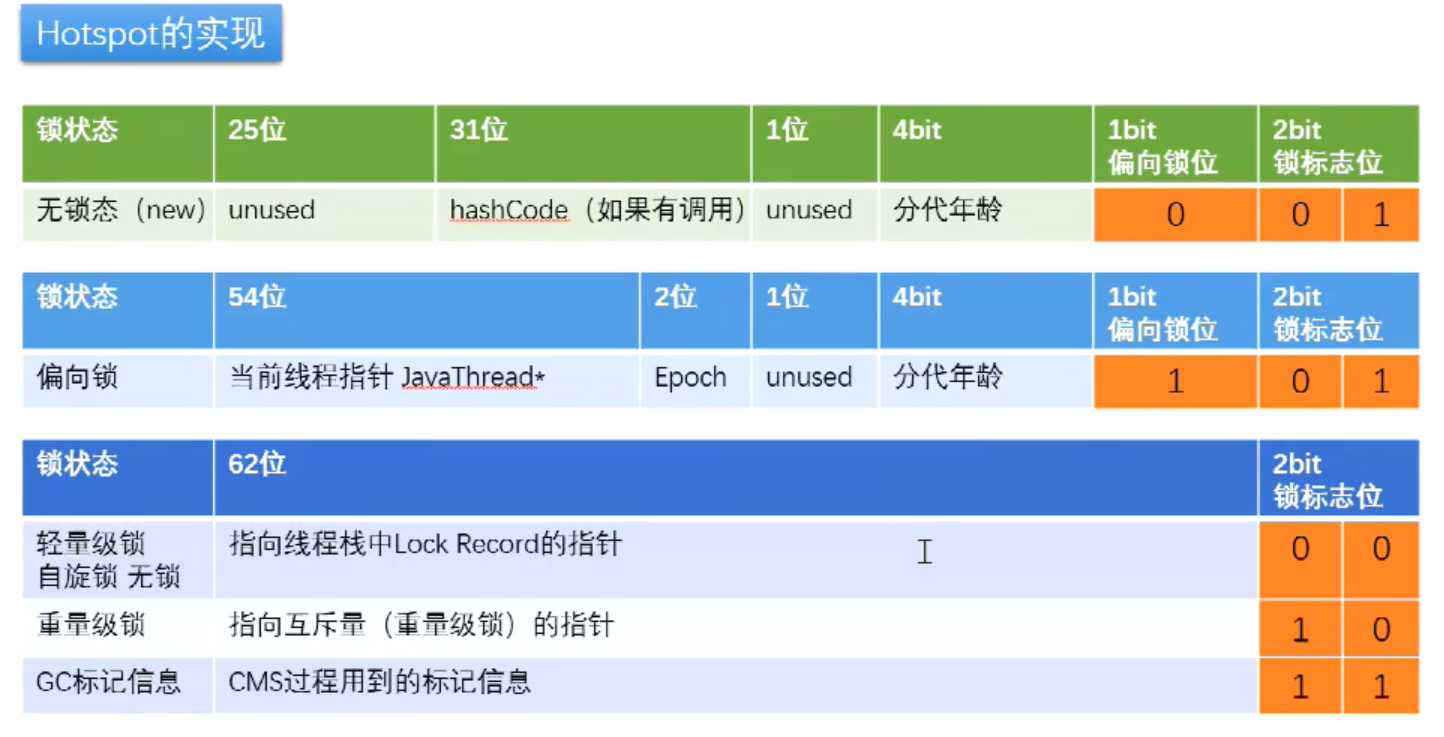 Hotspot的实现
锁状态 25位 31位 1位 4bit 1bit 2bit
偏向锁位 锁标志位
无锁态（new） unused hashCode（如果有调用） unused 分代年龄 0 0 1
锁状态 54位 2位 1位 4bit 1bit 2bit
偏向锁位 锁标志位
偏向锁 当前线程指针 JavaThread* Epoch unused 分代年龄 1 0 1
锁状态 62位 2bit
锁标志位
轻量级锁 指向线程栈中Lock Record的指针 0 0
自旋锁 无锁
重量级锁 指向互斥量（重量级锁）的指针 1 0
GC标记信息 CMS过程用到的标记信息 1 1